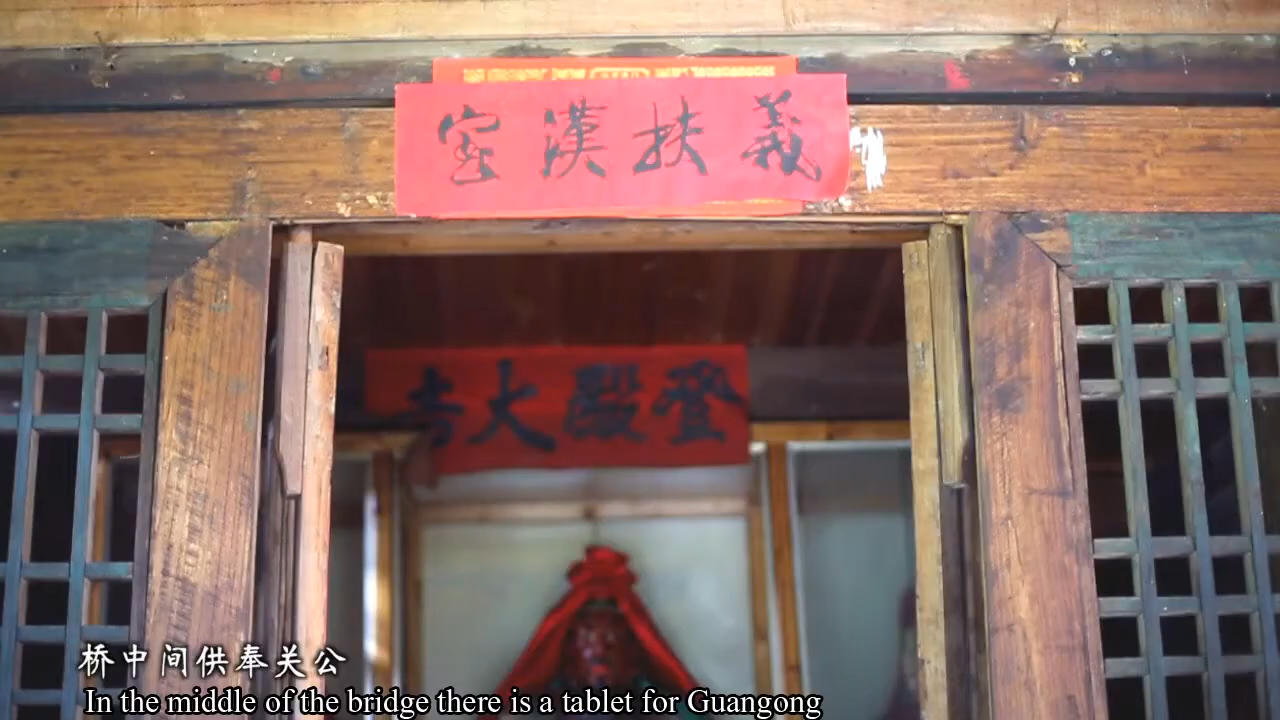 義扶漢室
登殿大吉
桥中间供奉关公
In the middle of the bridge there is a tablet for Guangong